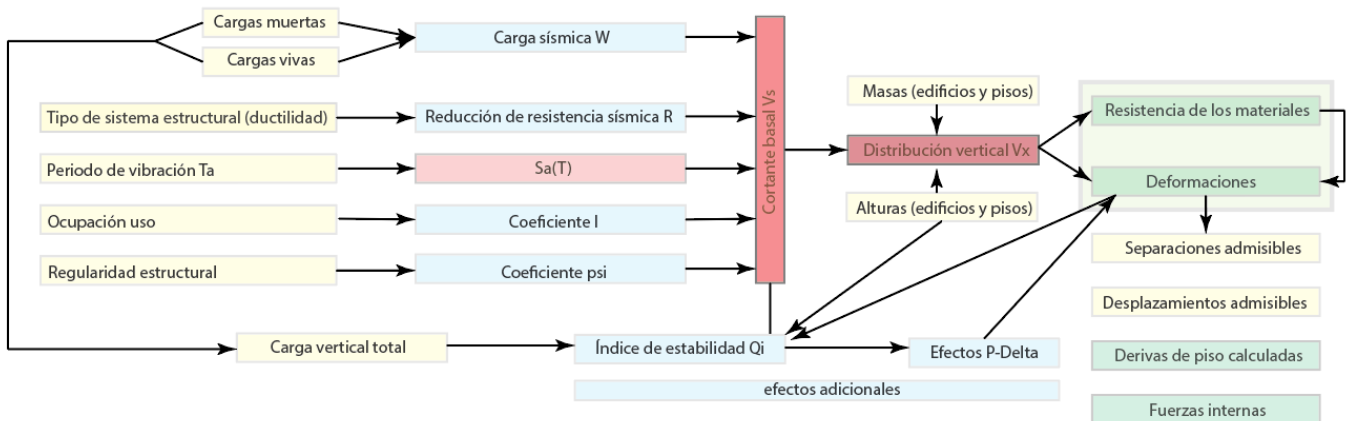 Cargas muertas
Cargas vivas
Carga sísmica W
Tipo de sistema estructural (ductilidad)
Reducción de resistencia sísmica R
Periodo de vibración Ta
Sa(T)
Ocupación uso
Coeficiente I
Regularidad estructural
Coeficiente psi
Cortante basal Vs
Masas (edificios y pisos)
Distribución vertical Vx
Alturas (edificios y pisos)
Resistencia de los materiales
Deformaciones
Separaciones admisibles
Desplazamientos admisibles
Derivas de piso calculadas
Fuerzas internas
Carga vertical total
Índice de estabilidad Qi
Efectos P-Delta
efectos adicionales